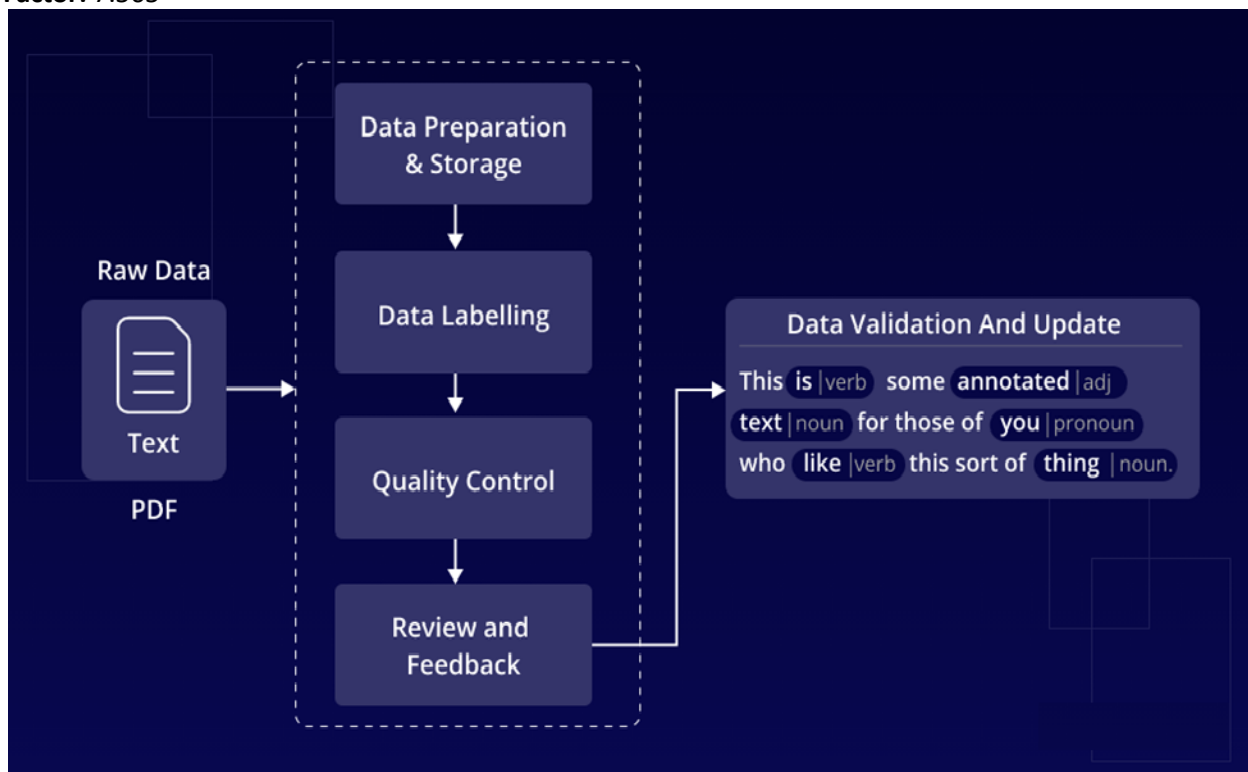 Data Preparation
& Storage
Data Labelling
Quality Control
Review and
Feedback
Raw Data
Text
PDF
Data Validation And Update
This is |verb some annotated |adj
text |noun for those of you |pronoun
who like |verb this sort of thing |noun.